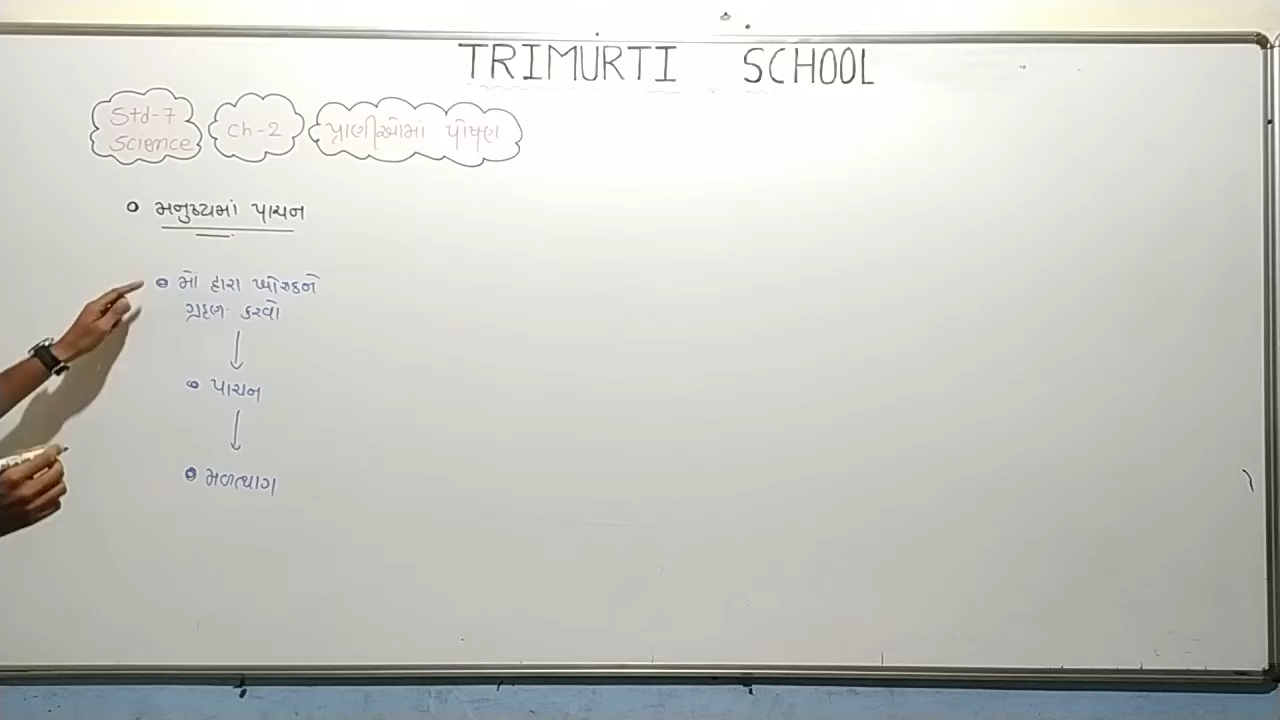 TRIMURTI SCHOOL
Std-7
Science
Ch-2
પ્રાણીઓમાં પોષણ
મનુષ્યમાં પાચન
મોં દ્વારા ખોરાકને
ગ્રહણ કરવો
પાચન
મળત્યાગ